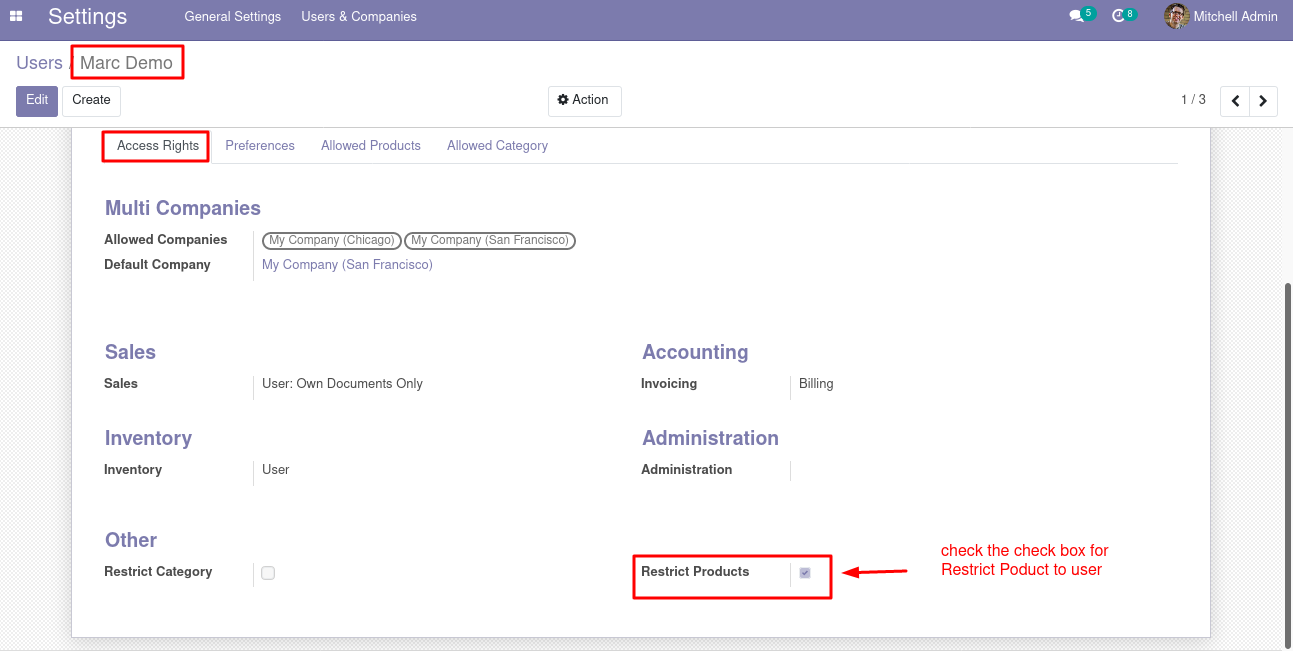 Settings General Settings Users & Companies 5 8 Mitchell Admin
Users / Marc Demo
Edit Create Action 1 / 3
Access Rights Preferences Allowed Products Allowed Category
Multi Companies
Allowed Companies My Company (Chicago) My Company (San Francisco)
Default Company My Company (San Francisco)
Sales Accounting
Sales User: Own Documents Only Invoicing Billing
Inventory Administration
Inventory User Administration
Other
check the check box for
Restrict Category Restrict Products Restrict Poduct to user